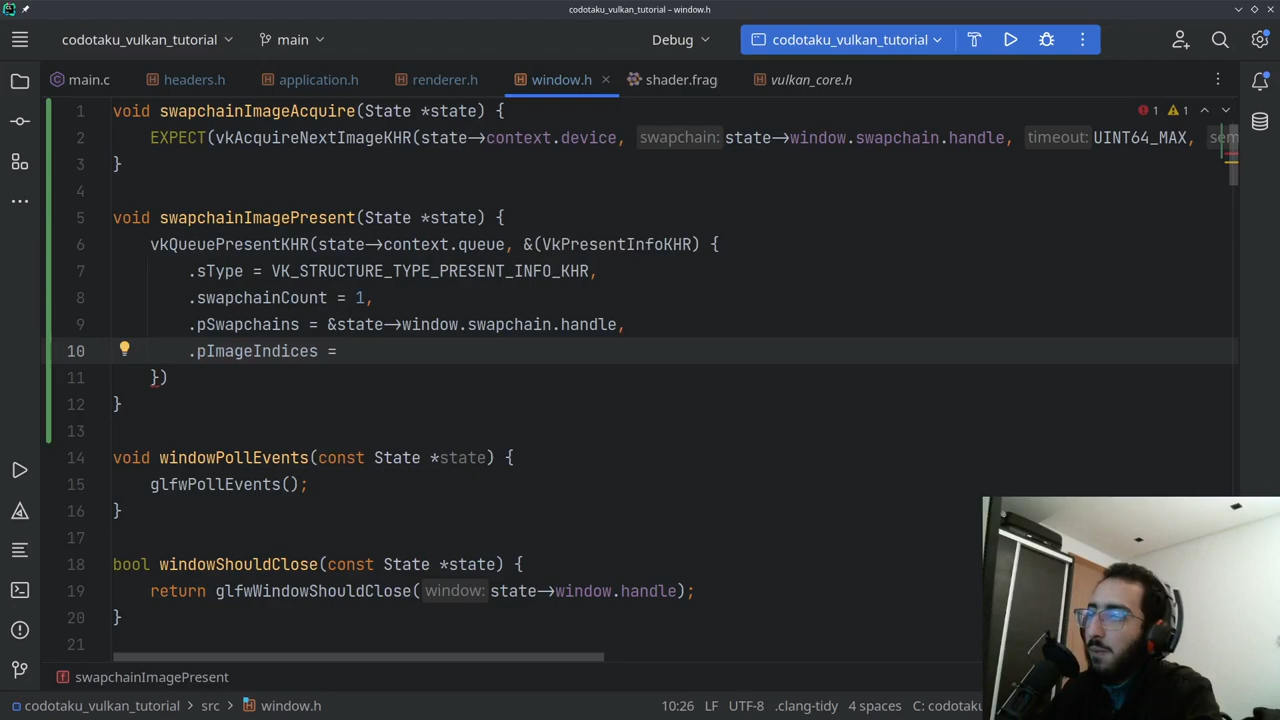 codotaku_vulkan_tutorial – window.h
codotaku_vulkan_tutorial main Debug codotaku_vulkan_tutorial
main.c headers.h application.h renderer.h window.h shader.frag vulkan_core.h
1 void swapchainImageAcquire(State *state) { 1 1
2 EXPECT(vkAcquireNextImageKHR(state->context.device, swapchain: state->window.swapchain.handle, timeout: UINT64_MAX, sem
3 }
4
5 void swapchainImagePresent(State *state) {
6 vkQueuePresentKHR(state->context.queue, &(VkPresentInfoKHR) {
7 .sType = VK_STRUCTURE_TYPE_PRESENT_INFO_KHR,
8 .swapchainCount = 1,
9 .pSwapchains = &state->window.swapchain.handle,
10 .pImageIndices =
11 })
12 }
13
14 void windowPollEvents(const State *state) {
15 glfwPollEvents();
16 }
17
18 bool windowShouldClose(const State *state) {
19 return glfwWindowShouldClose( window: state->window.handle);
20 }
21
f swapchainImagePresent
codotaku_vulkan_tutorial src window.h 10:26 LF UTF-8 .clang-tidy 4 spaces C: codotaku